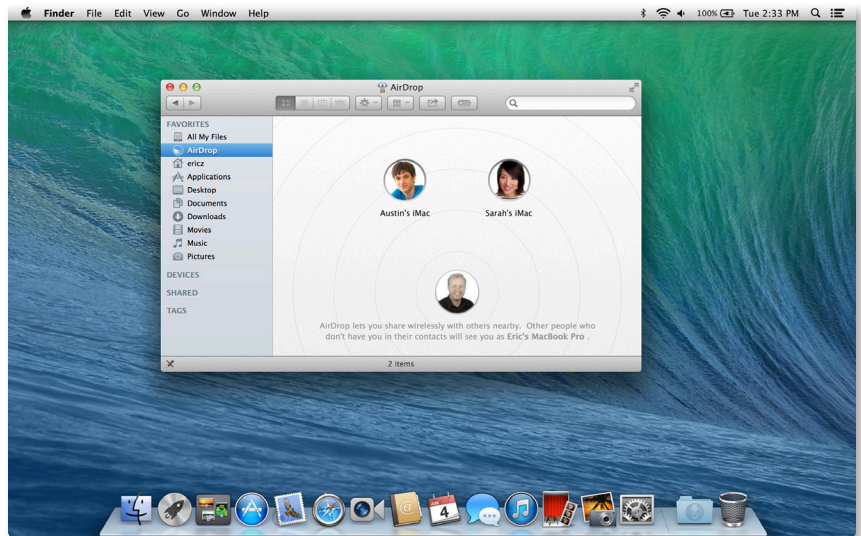 Finder File Edit View Go Window Help 100% Tue 2:33 PM
AirDrop
FAVORITES
All My Files
AirDrop
ericz
Applications
Desktop
Documents
Downloads
Movies
Music
Pictures
DEVICES
SHARED
TAGS
Austin's iMac Sarah's iMac
AirDrop lets you share wirelessly with others nearby. Other people who
don't have you in their contacts will see you as Eric's MacBook Pro .
2 items
4